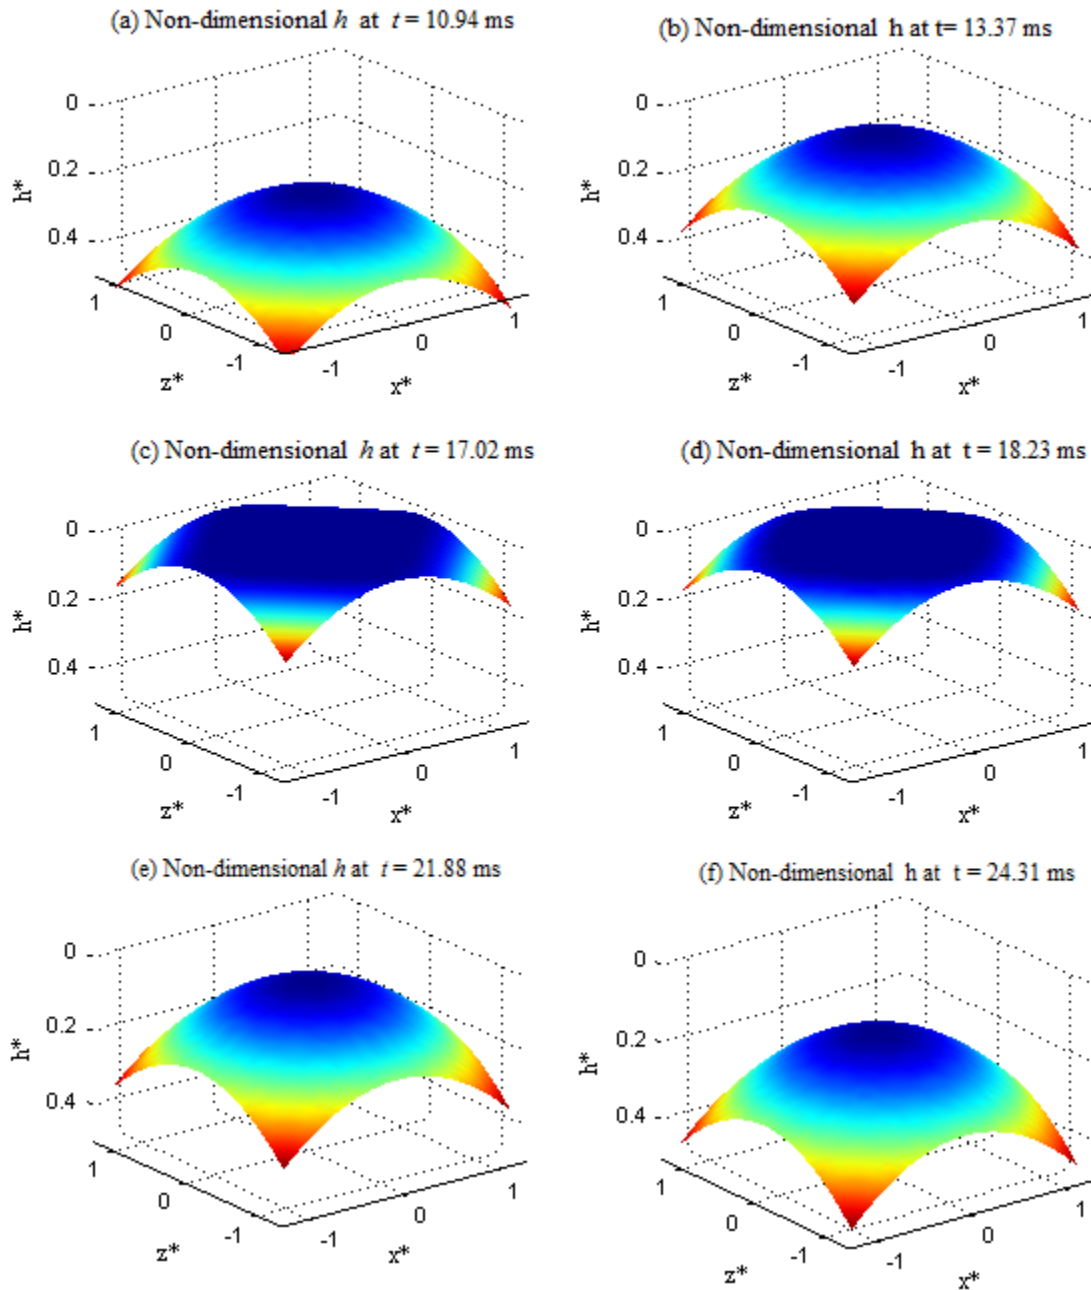 (a) Non-dimensional h at t = 10.94 ms
0
0.2
h*
0.4
1
0
-1
z*
-1
0
1
x*
(b) Non-dimensional h at t= 13.37 ms
0
0.2
h*
0.4
1
0
-1
z*
-1
0
1
x*
(c) Non-dimensional h at t = 17.02 ms
0
0.2
h*
0.4
1
0
-1
z*
-1
0
1
x*
(d) Non-dimensional h at t = 18.23 ms
0
0.2
h*
0.4
1
0
-1
z*
-1
0
1
x*
(e) Non-dimensional h at t = 21.88 ms
0
0.2
h*
0.4
1
0
-1
z*
-1
0
1
x*
(f) Non-dimensional h at t = 24.31 ms
0
0.2
h*
0.4
1
0
-1
z*
-1
0
1
x*